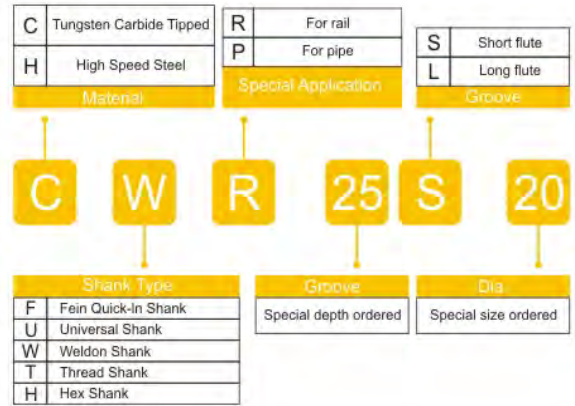 C Tungsten Carbide Tipped
H High Speed Steel
Material
R For rail
P For pipe
Special Application
S Short flute
L Long flute
Groove
C W R 25 S 20
Shank Type
F Fein Quick-In Shank
U Universal Shank
W Weldon Shank
T Thread Shank
H Hex Shank
Groove
Special depth ordered
Dia
Special size ordered